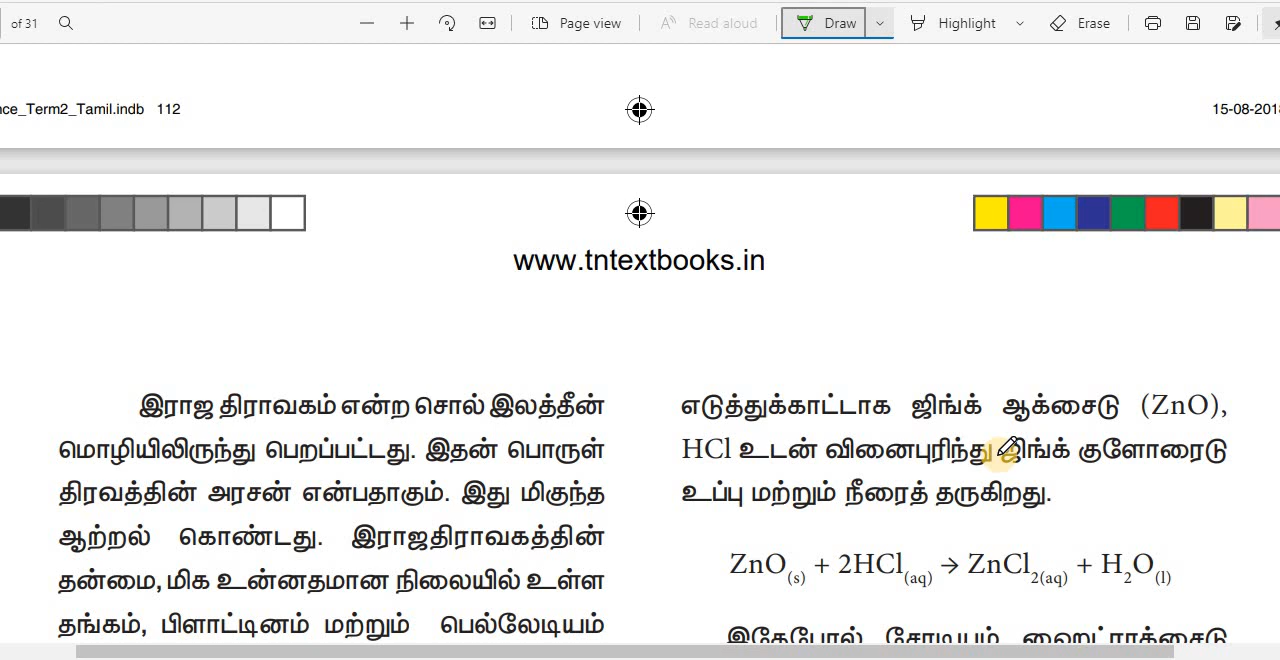 of 31
Page view
Read aloud
Draw
Highlight
Erase
nce_Term2_Tamil.indb 112
15-08-201
www.tntextbooks.in
இராஜ திராவகம் என்ற சொல் இலத்தீன்
மொழியிலிருந்து பெறப்பட்டது. இதன் பொருள்
திரவத்தின் அரசன் என்பதாகும். இது மிகுந்த
ஆற்றல் கொண்டது. இராஜதிராவகத்தின்
தன்மை, மிக உன்னதமான நிலையில் உள்ள
தங்கம், பிளாட்டினம் மற்றும் பெல்லேடியம்
எடுத்துக்காட்டாக ஜிங்க் ஆக்சைடு (ZnO),
HCl உடன் வினைபுரிந்து ஜிங்க் குளோரைடு
உப்பு மற்றும் நீரைத் தருகிறது.
ZnO(s) + 2HCl(aq) → ZnCl2(aq) + H2O(l)
இதேபோல் சோடியம் ஹைட்ராக்சைடு